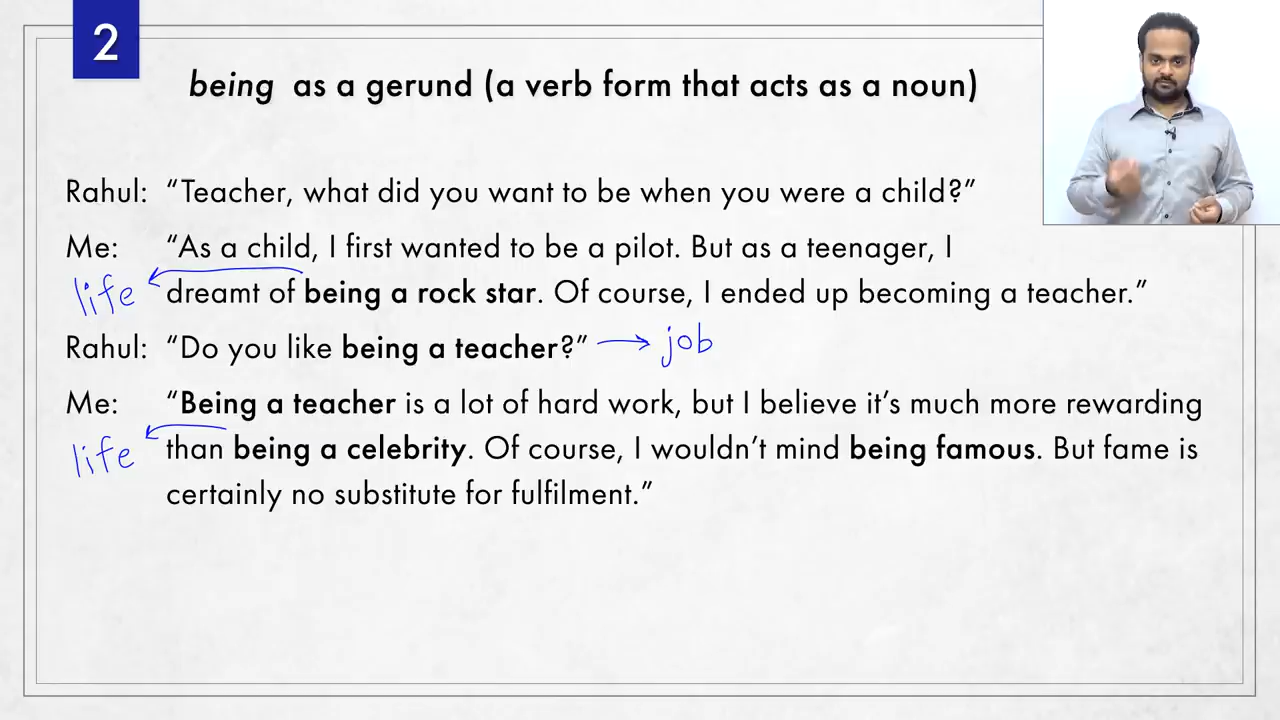 2
being as a gerund (a verb form that acts as a noun)
Rahul: “Teacher, what did you want to be when you were a child?”
Me: “As a child, I first wanted to be a pilot. But as a teenager, I
life dreamt of being a rock star. Of course, I ended up becoming a teacher.”
Rahul: “Do you like being a teacher?” → job
Me: “Being a teacher is a lot of hard work, but I believe it’s much more rewarding
life than being a celebrity. Of course, I wouldn’t mind being famous. But fame is
certainly no substitute for fulfilment.”